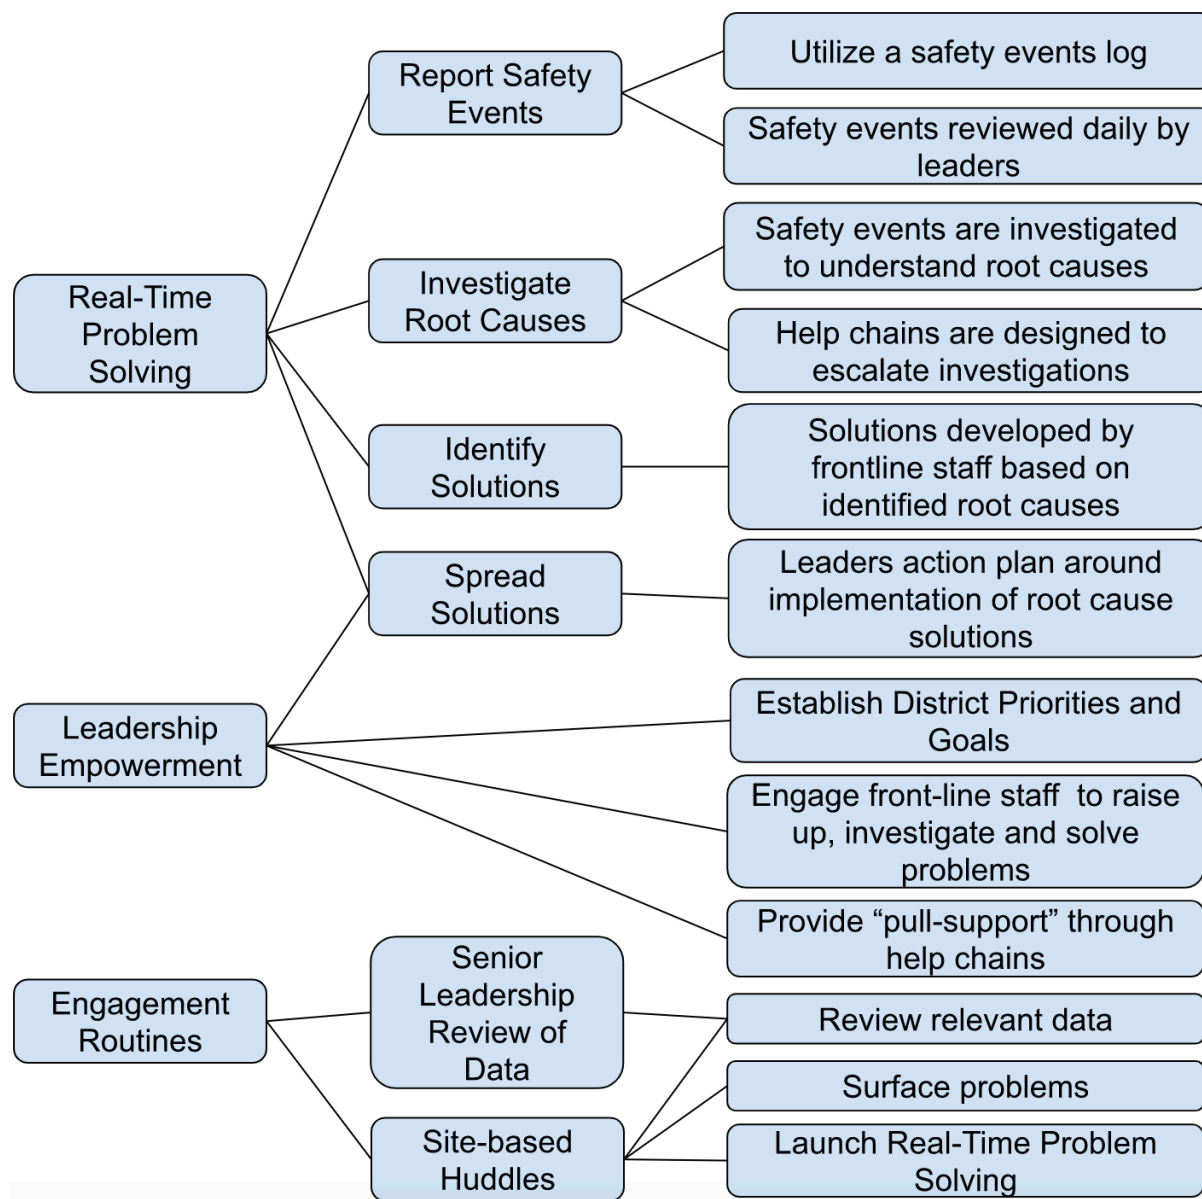 Report Safety
Events
Utilize a safety events log
Safety events reviewed daily by
leaders
Real-Time
Problem
Solving
Investigate
Root Causes
Safety events are investigated
to understand root causes
Help chains are designed to
escalate investigations
Identify
Solutions
Solutions developed by
frontline staff based on
identified root causes
Spread
Solutions
Leaders action plan around
implementation of root cause
solutions
Leadership
Empowerment
Establish District Priorities and
Goals
Engage front-line staff  to raise
up, investigate and solve
problems
Provide “pull-support” through
help chains
Engagement
Routines
Senior
Leadership
Review of
Data
Review relevant data
Surface problems
Site-based
Huddles
Launch Real-Time Problem
Solving